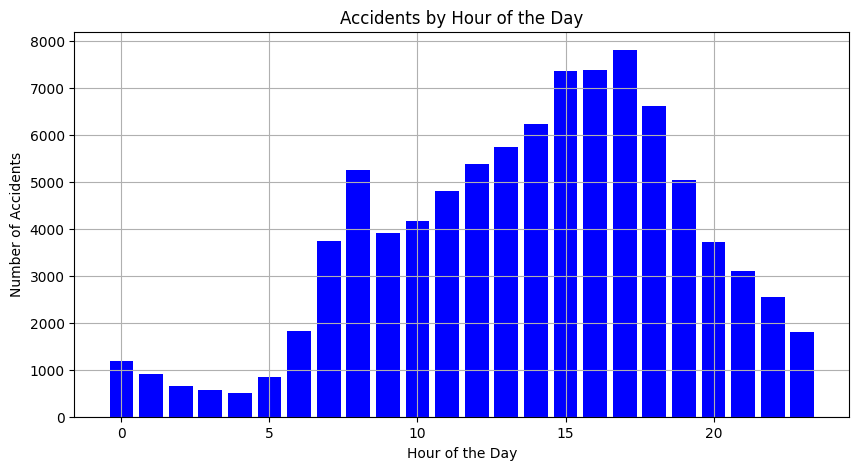 Accidents by Hour of the Day
Number of Accidents
8000
7000
6000
5000
4000
3000
2000
1000
0
0 5 10 15 20
Hour of the Day